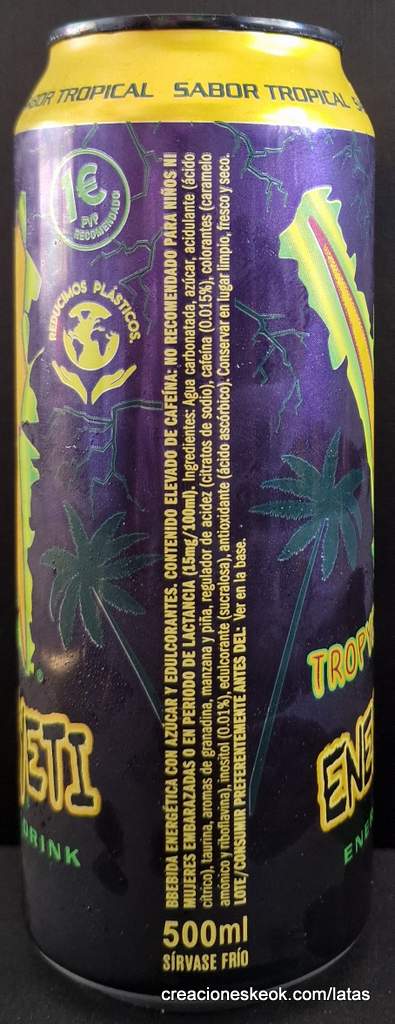 SABOR TROPICAL SABOR TROPICAL
1€
PVP
RECOMENDADO
REDUCIMOS PLÁSTICOS
BBEBIDA ENERGÉTICA CON AZÚCAR Y EDULCORANTES. CONTENIDO ELEVADO DE CAFEÍNA: NO RECOMENDADO PARA NIÑOS NI
MUJERES EMBARAZADAS O EN PERIODO DE LACTANCIA (15mg/100ml). Ingredientes: Agua carbonatada, azúcar, acidulante (ácido
cítrico), taurina, aromas de granadina, manzana y piña, regulador de acidez (citratos de sodio), cafeína (0.015%), colorantes (caramelo
amónico y riboflavina), inositol (0.01%), edulcorante (sucralosa), antioxidante (ácido ascórbico). Conservar en lugar limpio, fresco y seco.
LOTE/CONSUMIR PREFERENTEMENTE ANTES DEL: Ver en la base.
®
YETI
DRINK
TROPY
ENE
ENER
500ml
SÍRVASE FRÍO
creacioneskeok.com/latas